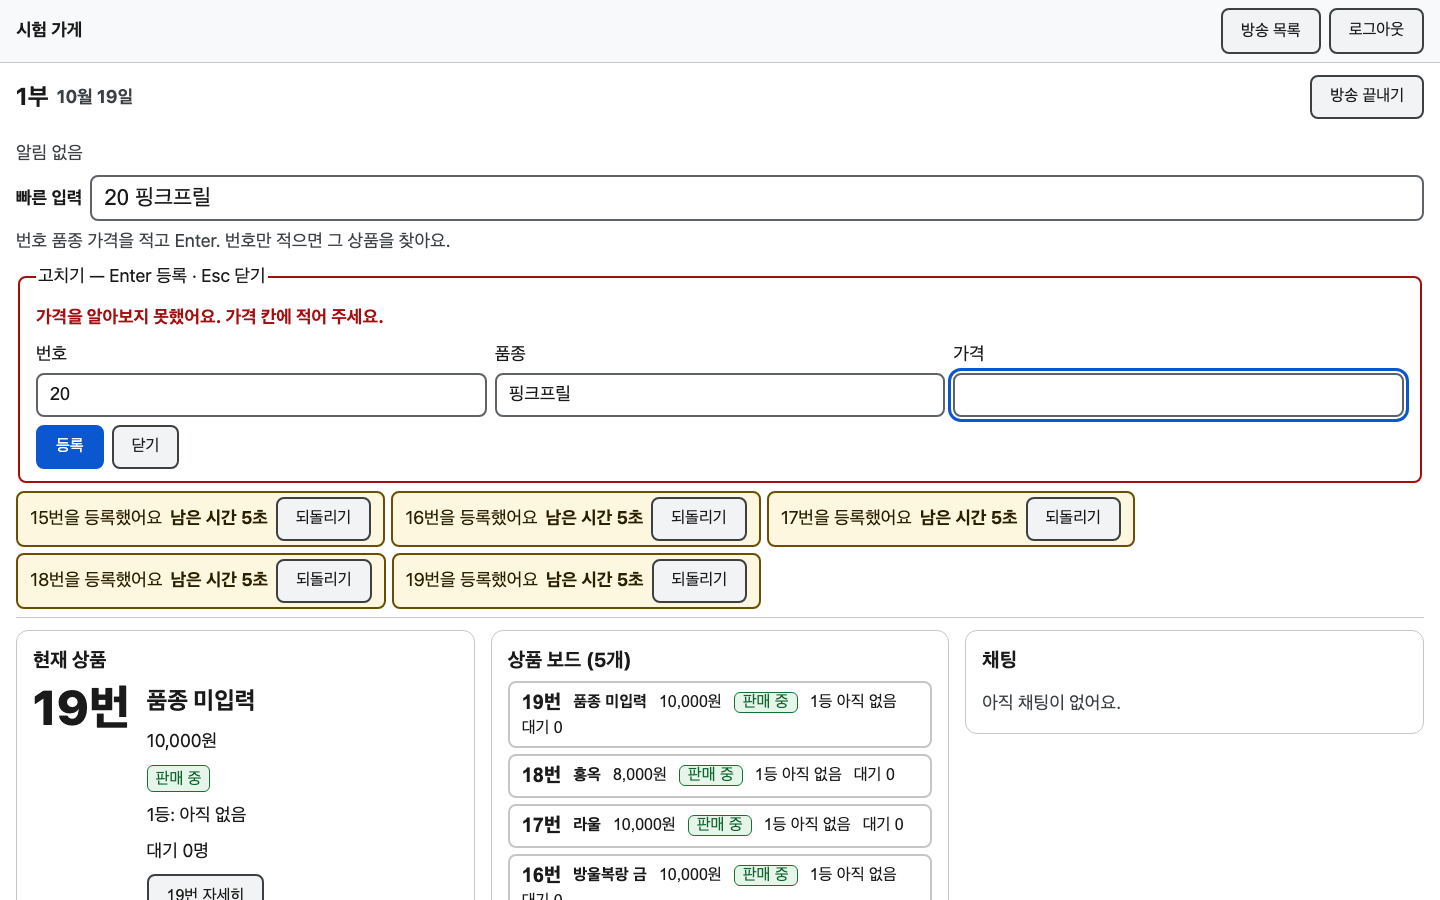 시험 가게
방송 목록
로그아웃
1부 10월 19일
방송 끝내기
알림 없음
빠른 입력
20 핑크프릴
번호 품종 가격을 적고 Enter. 번호만 적으면 그 상품을 찾아요.
고치기 — Enter 등록 · Esc 닫기
가격을 알아보지 못했어요. 가격 칸에 적어 주세요.
번호
품종
가격
20
핑크프릴
등록
닫기
15번을 등록했어요 남은 시간 5초 되돌리기
16번을 등록했어요 남은 시간 5초 되돌리기
17번을 등록했어요 남은 시간 5초 되돌리기
18번을 등록했어요 남은 시간 5초 되돌리기
19번을 등록했어요 남은 시간 5초 되돌리기
현재 상품
19번
품종 미입력
10,000원
판매 중
1등: 아직 없음
대기 0명
19번 자세히
상품 보드 (5개)
19번 품종 미입력 10,000원 판매 중 1등 아직 없음
대기 0
18번 홍옥 8,000원 판매 중 1등 아직 없음 대기 0
17번 라울 10,000원 판매 중 1등 아직 없음 대기 0
16번 방울복랑 금 10,000원 판매 중 1등 아직 없음
대기 0
채팅
아직 채팅이 없어요.